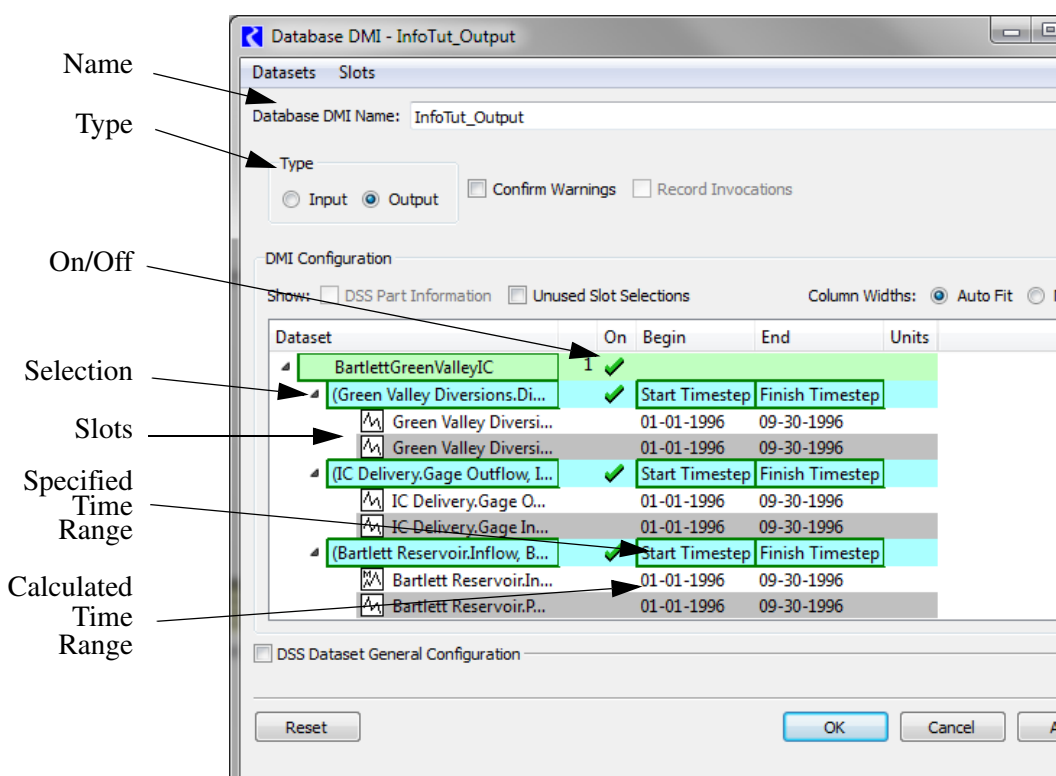 Database DMI - InfoTut_Output
Name
Datasets Slots
Database DMI Name: InfoTut_Output
Type
Type
Input Output Confirm Warnings Record Invocations
On/Off
DMI Configuration
Show: DSS Part Information Unused Slot Selections Column Widths: Auto Fit
Dataset On Begin End Units
BartlettGreenValleyIC 1
Selection
(Green Valley Diversions.Di... Start Timestep Finish Timestep
Slots
Green Valley Diversi... 01-01-1996 09-30-1996
Green Valley Diversi... 01-01-1996 09-30-1996
Specified
Time
Range
(IC Delivery.Gage Outflow, I... Start Timestep Finish Timestep
IC Delivery.Gage O... 01-01-1996 09-30-1996
IC Delivery.Gage In... 01-01-1996 09-30-1996
(Bartlett Reservoir.Inflow, B... Start Timestep Finish Timestep
Calculated
Time
Range
Bartlett Reservoir.In... 01-01-1996 09-30-1996
Bartlett Reservoir.P... 01-01-1996 09-30-1996
DSS Dataset General Configuration
Reset OK Cancel